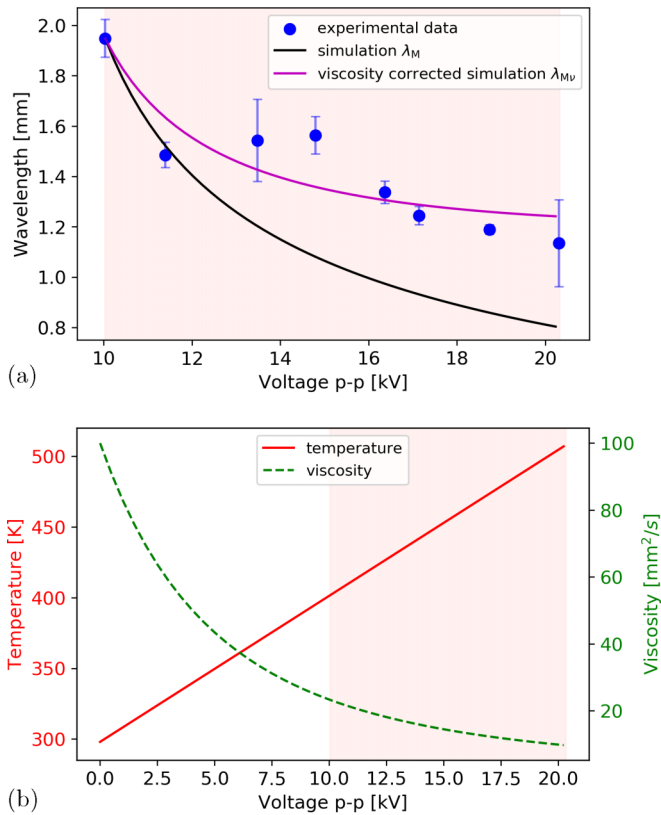 2.0
1.8
1.6
1.4
1.2
1.0
0.8
Wavelength [mm]
experimental data
simulation λM
viscosity corrected simulation λMν
10
12
14
16
18
20
Voltage p-p [kV]
(a)
500
450
400
350
300
Temperature [K]
temperature
viscosity
100
80
60
40
20
Viscosity [mm²/s]
0.0
2.5
5.0
7.5
10.0
12.5
15.0
17.5
20.0
Voltage p-p [kV]
(b)